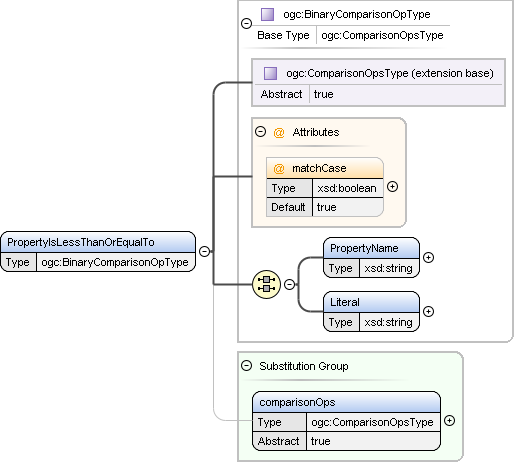 ogc:BinaryComparisonOpType
Base Type ogc:ComparisonOpsType
ogc:ComparisonOpsType (extension base)
Abstract true
@ Attributes
@ matchCase
Type xsd:boolean
Default true
PropertyIsLessThanOrEqualTo
Type ogc:BinaryComparisonOpType
PropertyName
Type xsd:string
Literal
Type xsd:string
Substitution Group
comparisonOps
Type ogc:ComparisonOpsType
Abstract true